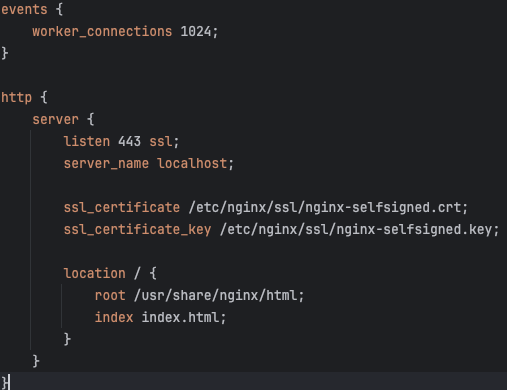 events {
    worker_connections 1024;
}

http {
    server {
        listen 443 ssl;
        server_name localhost;

        ssl_certificate /etc/nginx/ssl/nginx-selfsigned.crt;
        ssl_certificate_key /etc/nginx/ssl/nginx-selfsigned.key;

        location / {
            root /usr/share/nginx/html;
            index index.html;
        }
    }
}